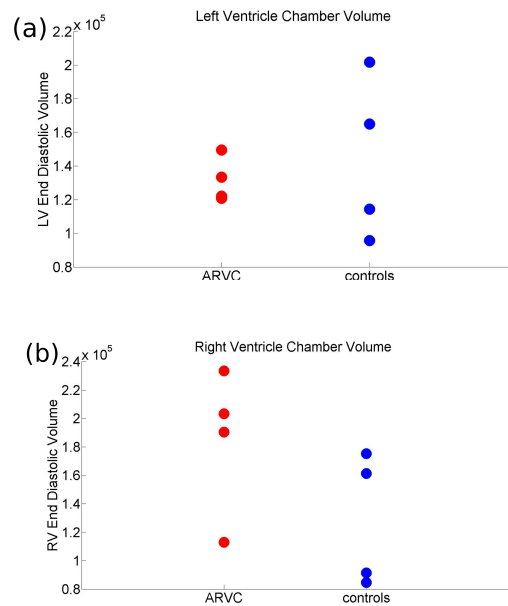 (a)
Left Ventricle Chamber Volume
x 10^5
LV End Diastolic Volume
2.2
2
1.8
1.6
1.4
1.2
1
0.8
ARVC controls
(b)
Right Ventricle Chamber Volume
x 10^5
RV End Diastolic Volume
2.4
2.2
2
1.8
1.6
1.4
1.2
1
0.8
ARVC controls